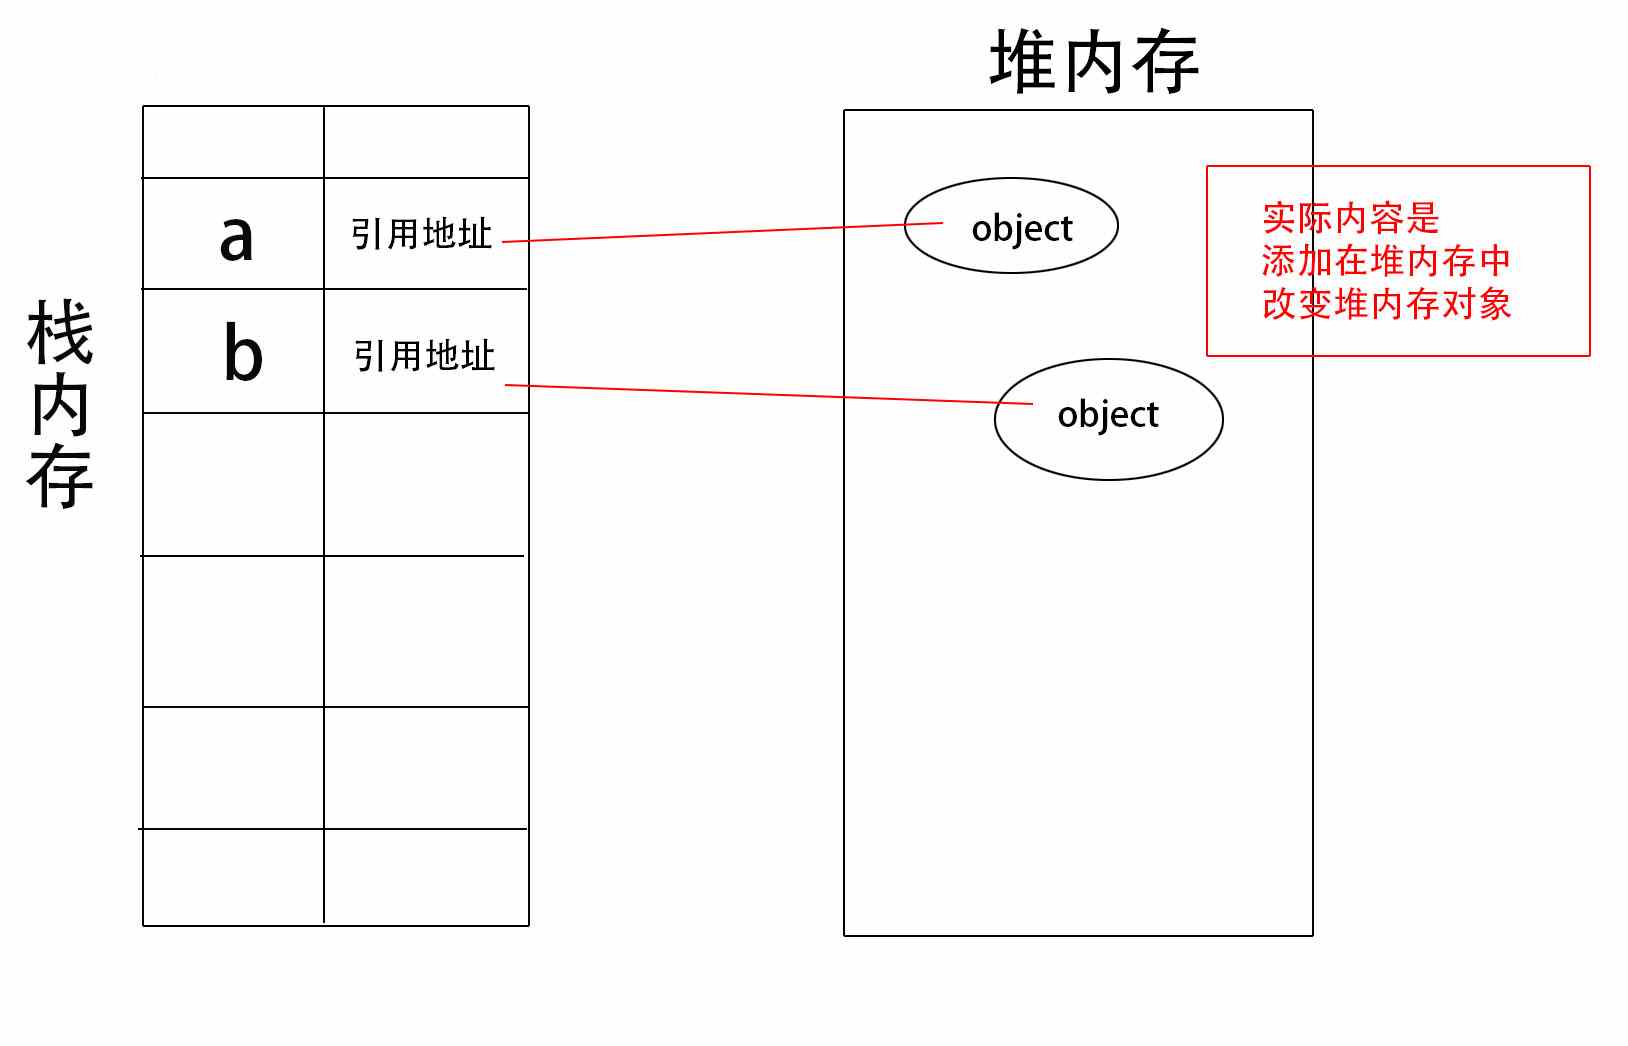 堆内存
栈内存
a 引用地址
b 引用地址
object
object
实际内容是
添加在堆内存中
改变堆内存对象